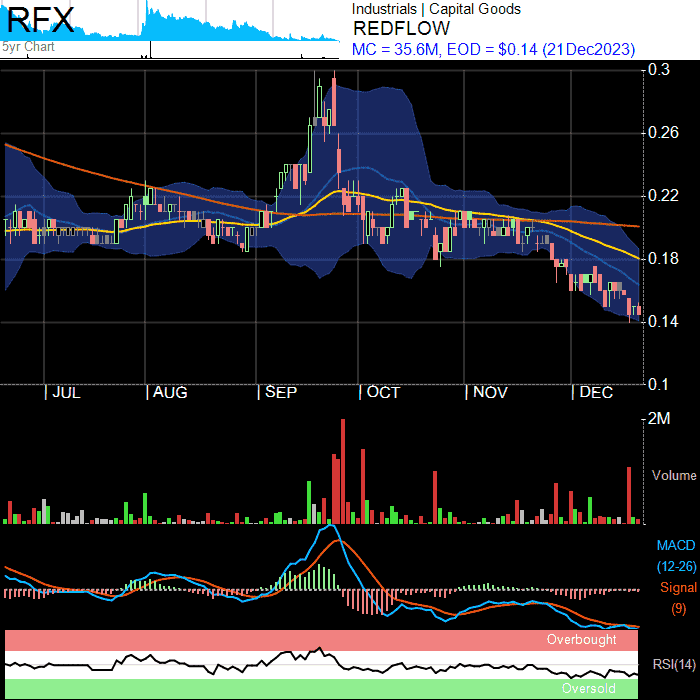 RFX
5yr Chart
Industrials | Capital Goods
REDFLOW
MC = 35.6M, EOD = $0.14 (21Dec2023)
0.3
0.26
0.22
0.18
0.14
0.1
| JUL | AUG | SEP | OCT | NOV | DEC
2M
Volume
MACD
(12-26)
Signal
(9)
Overbought
RSI(14)
Oversold